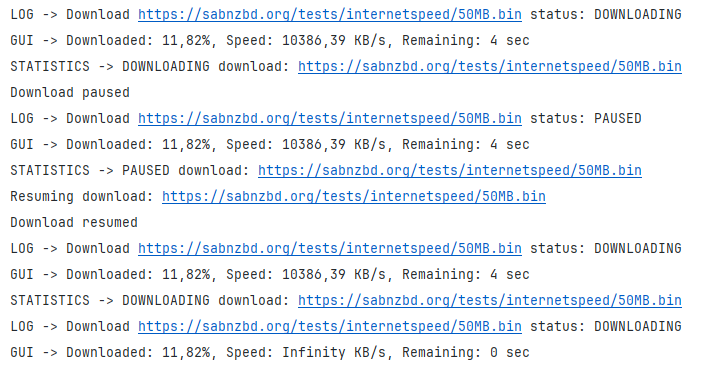 LOG -> Download https://sabnzbd.org/tests/internetspeed/50MB.bin status: DOWNLOADING
GUI -> Downloaded: 11,82%, Speed: 10386,39 KB/s, Remaining: 4 sec
STATISTICS -> DOWNLOADING download: https://sabnzbd.org/tests/internetspeed/50MB.bin
Download paused
LOG -> Download https://sabnzbd.org/tests/internetspeed/50MB.bin status: PAUSED
GUI -> Downloaded: 11,82%, Speed: 10386,39 KB/s, Remaining: 4 sec
STATISTICS -> PAUSED download: https://sabnzbd.org/tests/internetspeed/50MB.bin
Resuming download: https://sabnzbd.org/tests/internetspeed/50MB.bin
Download resumed
LOG -> Download https://sabnzbd.org/tests/internetspeed/50MB.bin status: DOWNLOADING
GUI -> Downloaded: 11,82%, Speed: 10386,39 KB/s, Remaining: 4 sec
STATISTICS -> DOWNLOADING download: https://sabnzbd.org/tests/internetspeed/50MB.bin
LOG -> Download https://sabnzbd.org/tests/internetspeed/50MB.bin status: DOWNLOADING
GUI -> Downloaded: 11,82%, Speed: Infinity KB/s, Remaining: 0 sec